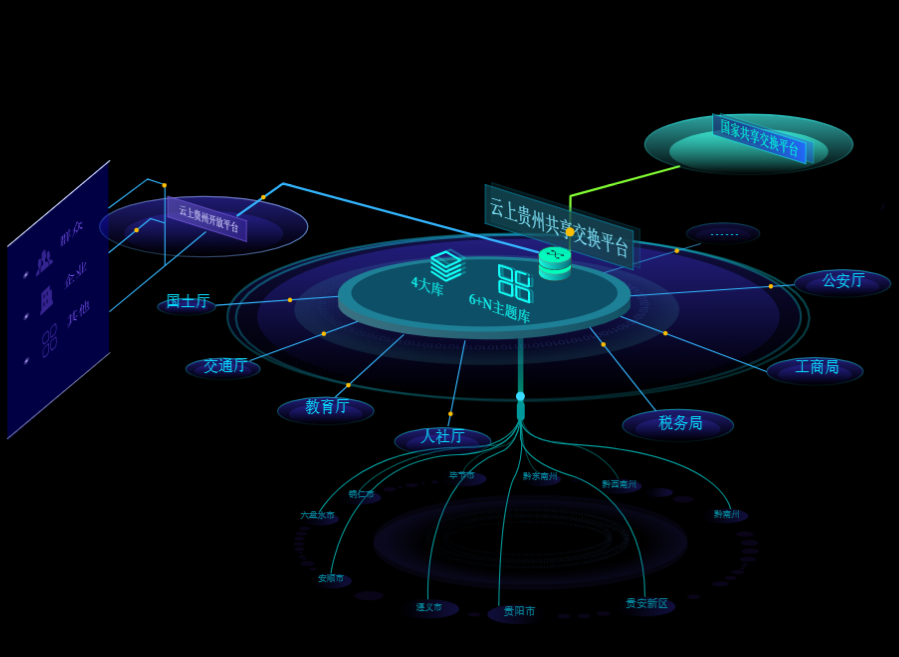 国家共享交换平台
云上贵州共享交换平台
云上贵州开放平台
民众
企业
其他
4大库
6+N主题库
......
公安厅
国土厅
交通厅
工商局
教育厅
税务局
人社厅
毕节市
黔东南州
黔西南州
铜仁市
六盘水市
黔南州
安顺市
遵义市
贵阳市
贵安新区